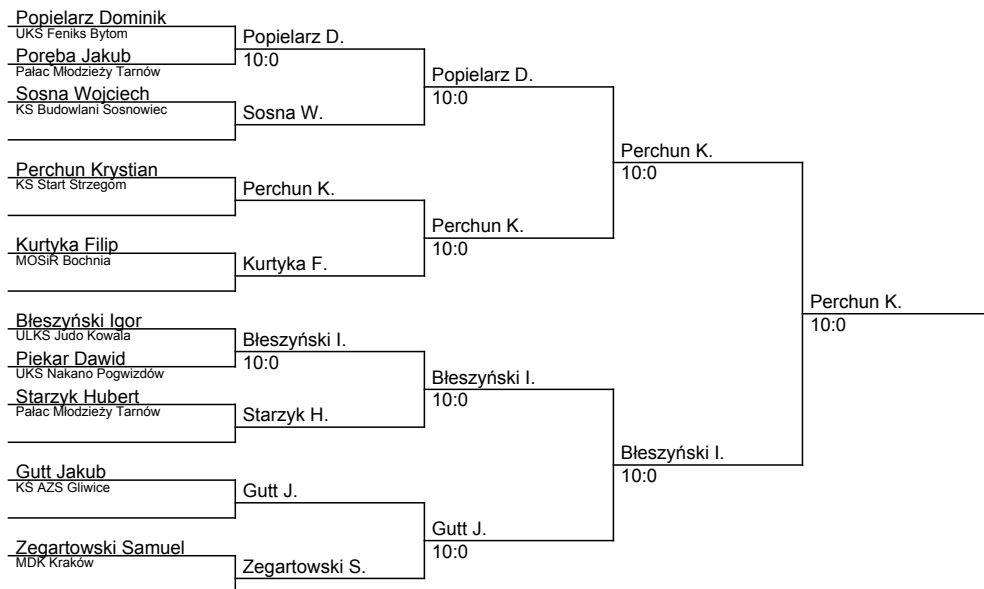 Popielarz Dominik
UKS Feniks Bytom
Poręba Jakub
Pałac Młodzieży Tarnów
Sosna Wojciech
KS Budowlani Sosnowiec
Perchun Krystian
KS Start Strzegom
Kurtyka Filip
MOSiR Bochnia
Błeszyński Igor
ULKS Judo Kowala
Piekar Dawid
UKS Nakano Pogwizdów
Starzyk Hubert
Pałac Młodzieży Tarnów
Gutt Jakub
KS AZS Gliwice
Zegartowski Samuel
MDK Kraków
Popielarz D.
10:0
Sosna W.
Perchun K.
Kurtyka F.
Błeszyński I.
10:0
Starzyk H.
Gutt J.
Zegartowski S.
Popielarz D.
10:0
Perchun K.
10:0
Błeszyński I.
10:0
Gutt J.
10:0
Perchun K.
10:0
Błeszyński I.
10:0
Perchun K.
10:0